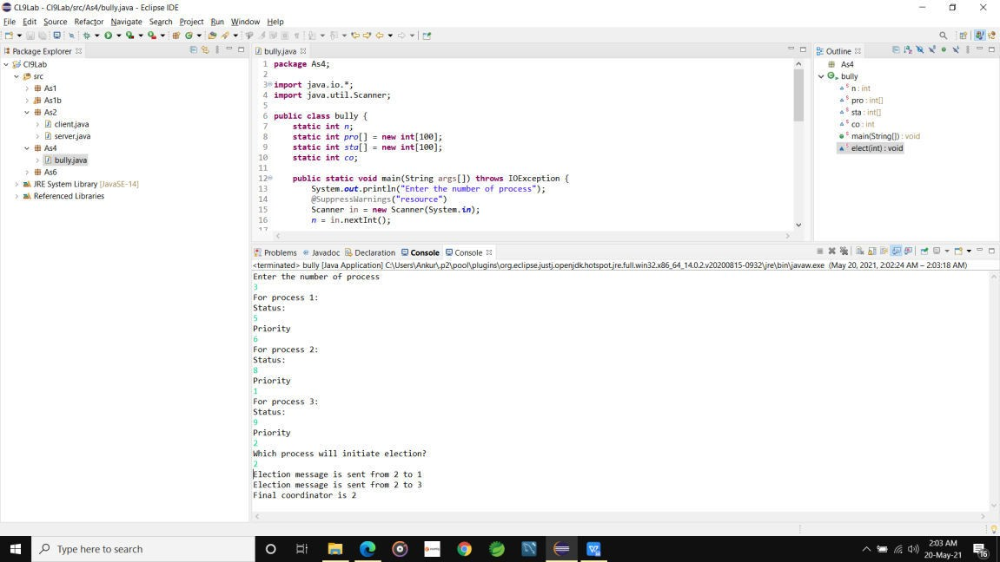 CL9Lab - Cl9Lab/src/As4/bully.java - Eclipse IDE
File Edit Source Refactor Navigate Search Project Run Window Help
Package Explorer
Cl9Lab
src
As1
As1b
As2
client.java
server.java
As4
bully.java
As6
JRE System Library [JavaSE-14]
Referenced Libraries
bully.java
1 package As4;
2
3 import java.io.*;
4 import java.util.Scanner;
5
6 public class bully {
7 static int n;
8 static int pro[] = new int[100];
9 static int sta[] = new int[100];
10 static int co;
11
12 public static void main(String args[]) throws IOException {
13 System.out.println("Enter the number of process");
14 @SuppressWarnings("resource")
15 Scanner in = new Scanner(System.in);
16 n = in.nextInt();
17
Outline
As4
bully
n : int
pro : int[]
sta : int[]
co : int
main(String[]) : void
elect(int) : void
Problems Javadoc Declaration Console Console
<terminated> bully [Java Application] C:\Users\Ankur\.p2\pool\plugins\org.eclipse.justj.openjdk.hotspot.jre.full.win32.x86_64_14.0.2.v20200815-0932\jre\bin\javaw.exe (May 20, 2021, 2:02:24 AM – 2:03:18 AM)
Enter the number of process
3
For process 1:
Status:
5
Priority
6
For process 2:
Status:
8
Priority
1
For process 3:
Status:
9
Priority
2
Which process will initiate election?
2
Election message is sent from 2 to 1
Election message is sent from 2 to 3
Final coordinator is 2
Type here to search
2:03 AM
20-May-21
16